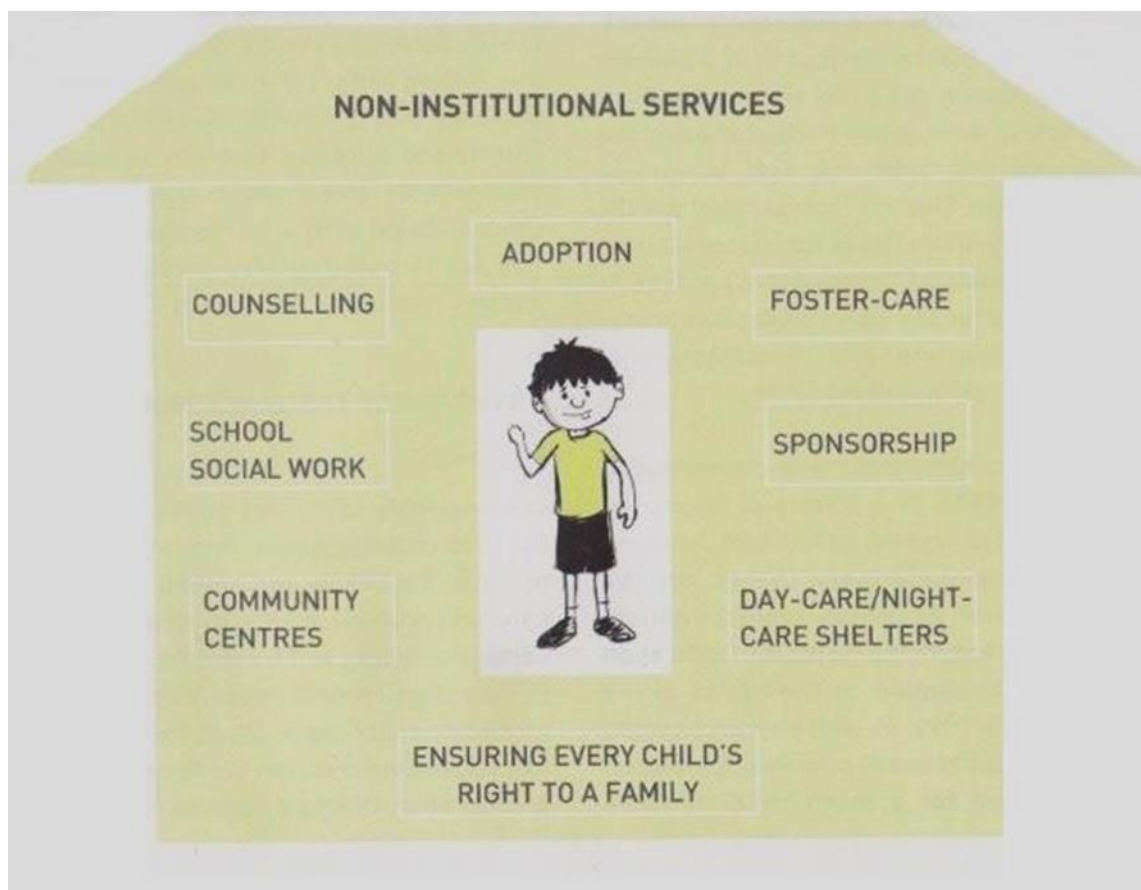 NON-INSTITUTIONAL SERVICES
ADOPTION
COUNSELLING
FOSTER-CARE
SCHOOL
SOCIAL WORK
SPONSORSHIP
COMMUNITY
CENTRES
DAY-CARE/NIGHT-
CARE SHELTERS
ENSURING EVERY CHILD'S
RIGHT TO A FAMILY